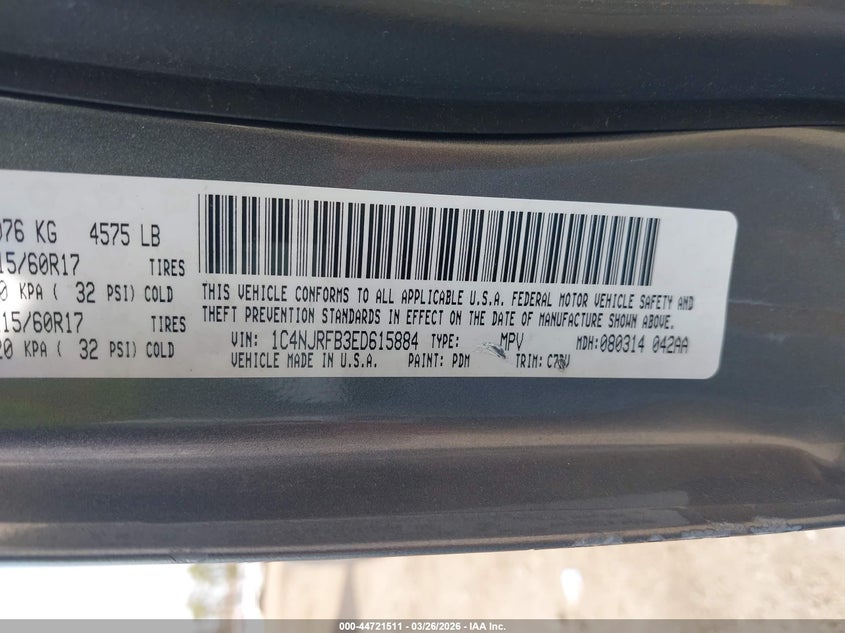 076 KG 4575 LB
15/60R17 TIRES
0 KPA ( 32 PSI) COLD
15/60R17 TIRES
20 KPA ( 32 PSI) COLD
THIS VEHICLE CONFORMS TO ALL APPLICABLE U.S.A. FEDERAL MOTOR VEHICLE SAFETY AND
THEFT PREVENTION STANDARDS IN EFFECT ON THE DATE OF MANUFACTURE SHOWN ABOVE.
VIN: 1C4NJRFB3ED615884 TYPE: MPV MDH: 080314 042AA
VEHICLE MADE IN U.S.A. PAINT: PDM TRIM:
000-44721511 | 03/26/2026 | IAA Inc.